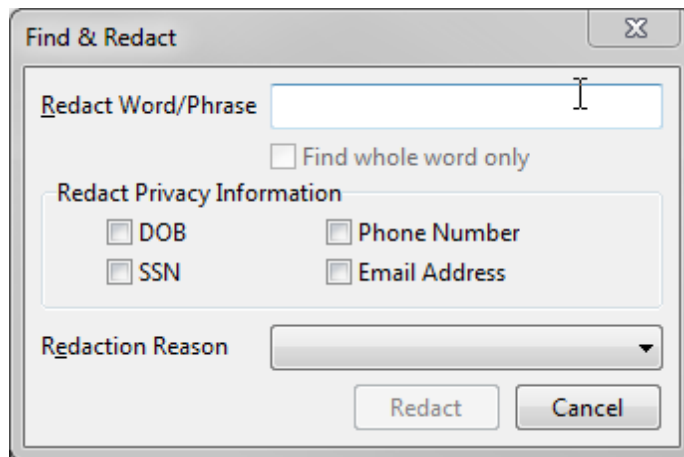 Find & Redact
Redact Word/Phrase
Find whole word only
Redact Privacy Information
DOB Phone Number
SSN Email Address
Redaction Reason
Redact Cancel